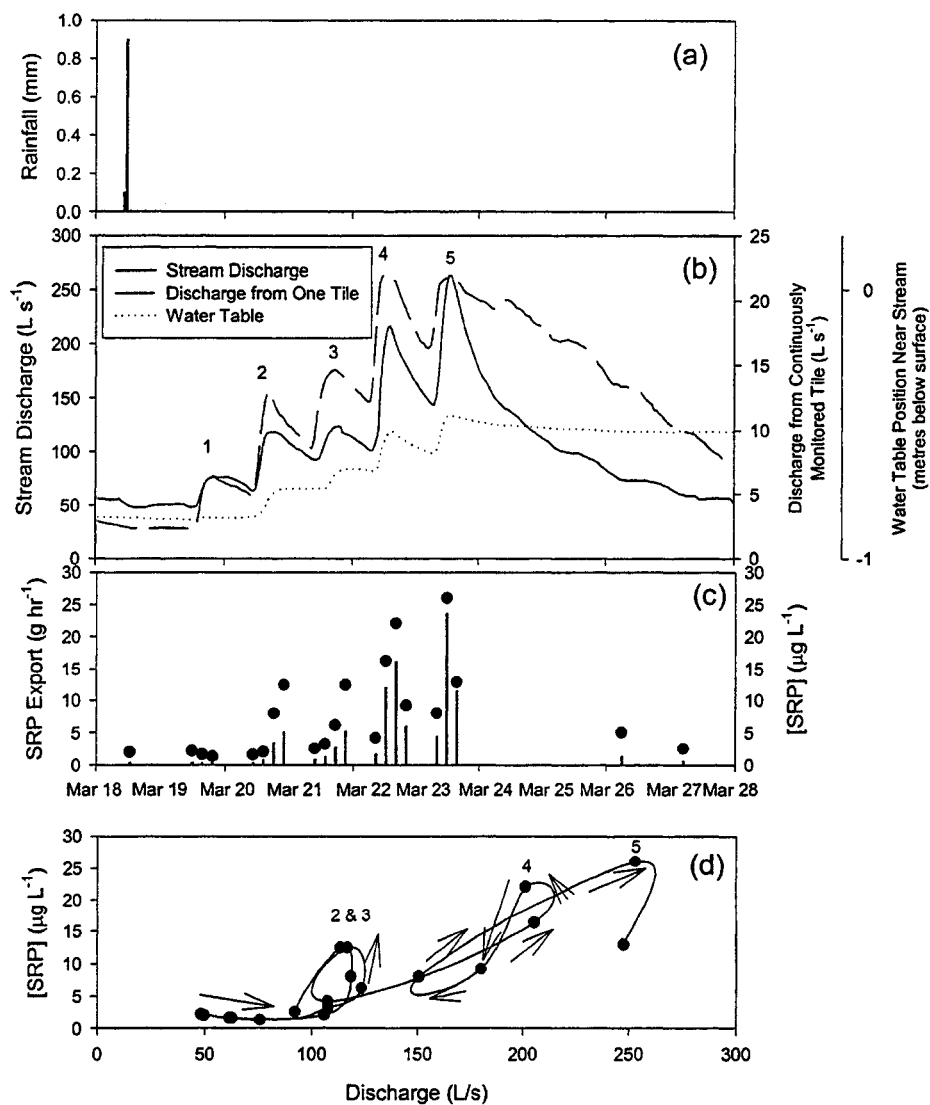 (a)
Rainfall (mm)
1.0
0.8
0.6
0.4
0.2
0.0
(b)
Stream Discharge
Discharge from One Tile
Water Table
Stream Discharge (L s⁻¹)
300
250
200
150
100
50
0
1
2
3
4
5
25
20
15
10
5
0
Discharge from Continuously
Monitored Tile (L s⁻¹)
0
-1
Water Table Position Near Stream
(metres below surface)
(c)
SRP Export (g hr⁻¹)
30
25
20
15
10
5
0
30
25
20
15
10
5
0
[SRP] (µg L⁻¹)
Mar 18 Mar 19 Mar 20 Mar 21 Mar 22 Mar 23 Mar 24 Mar 25 Mar 26 Mar 27 Mar 28
(d)
[SRP] (µg L⁻¹)
30
25
20
15
10
5
0
2 & 3
4
5
0 50 100 150 200 250 300
Discharge (L/s)